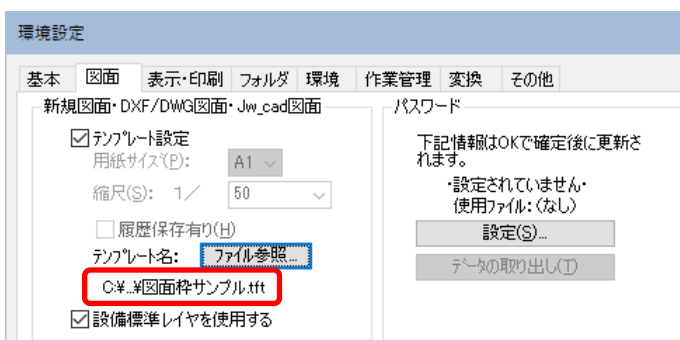 環境設定
基本 図面 表示・印刷 フォルダ 環境 作業管理 変換 その他
新規図面・DXF/DWG図面・Jw_cad図面
テンプレート設定
用紙サイズ(P): A1
縮尺(S): 1/ 50
履歴保存有り(H)
テンプレート名: ファイル参照...
C:¥...¥図面枠サンプル.tft
設備標準レイヤを使用する
パスワード
下記情報はOKで確定後に更新さ
れます。
・設定されていません・
使用ファイル:(なし)
設定(S)...
データの取り出し(T)